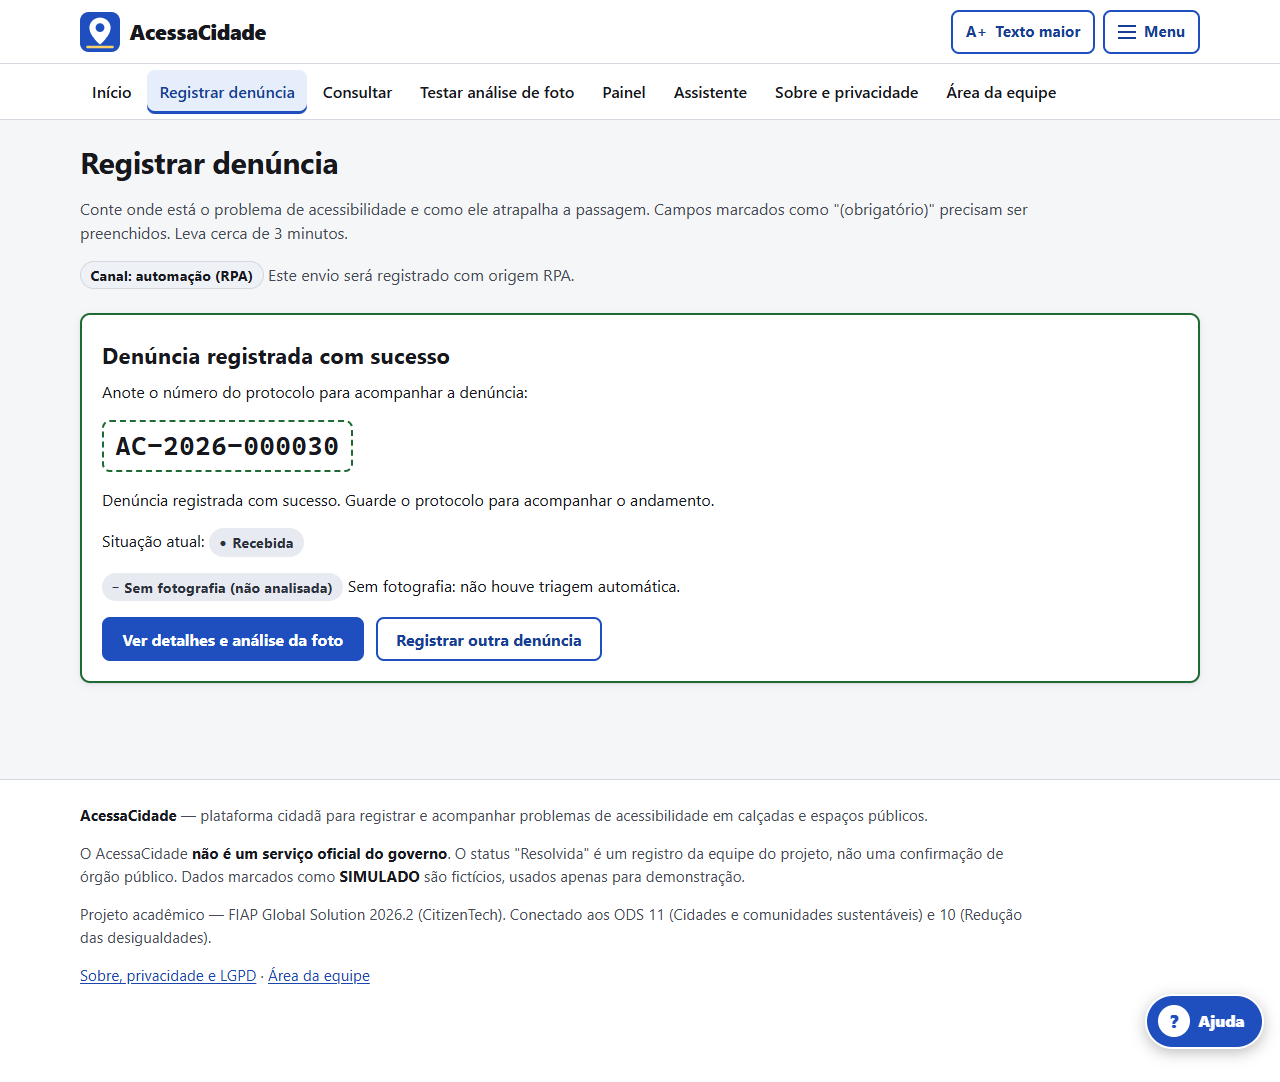 AcessaCidade
A+ Texto maior
Menu
Início
Registrar denúncia
Consultar
Testar análise de foto
Painel
Assistente
Sobre e privacidade
Área da equipe
Registrar denúncia
Conte onde está o problema de acessibilidade e como ele atrapalha a passagem. Campos marcados como "(obrigatório)" precisam ser
preenchidos. Leva cerca de 3 minutos.
Canal: automação (RPA) Este envio será registrado com origem RPA.
Denúncia registrada com sucesso
Anote o número do protocolo para acompanhar a denúncia:
AC-2026-000030
Denúncia registrada com sucesso. Guarde o protocolo para acompanhar o andamento.
Situação atual: • Recebida
– Sem fotografia (não analisada) Sem fotografia: não houve triagem automática.
Ver detalhes e análise da foto
Registrar outra denúncia
AcessaCidade — plataforma cidadã para registrar e acompanhar problemas de acessibilidade em calçadas e espaços públicos.
O AcessaCidade não é um serviço oficial do governo. O status "Resolvida" é um registro da equipe do projeto, não uma confirmação de
órgão público. Dados marcados como SIMULADO são fictícios, usados apenas para demonstração.
Projeto acadêmico — FIAP Global Solution 2026.2 (CitizenTech). Conectado aos ODS 11 (Cidades e comunidades sustentáveis) e 10 (Redução
das desigualdades).
Sobre, privacidade e LGPD · Área da equipe
? Ajuda